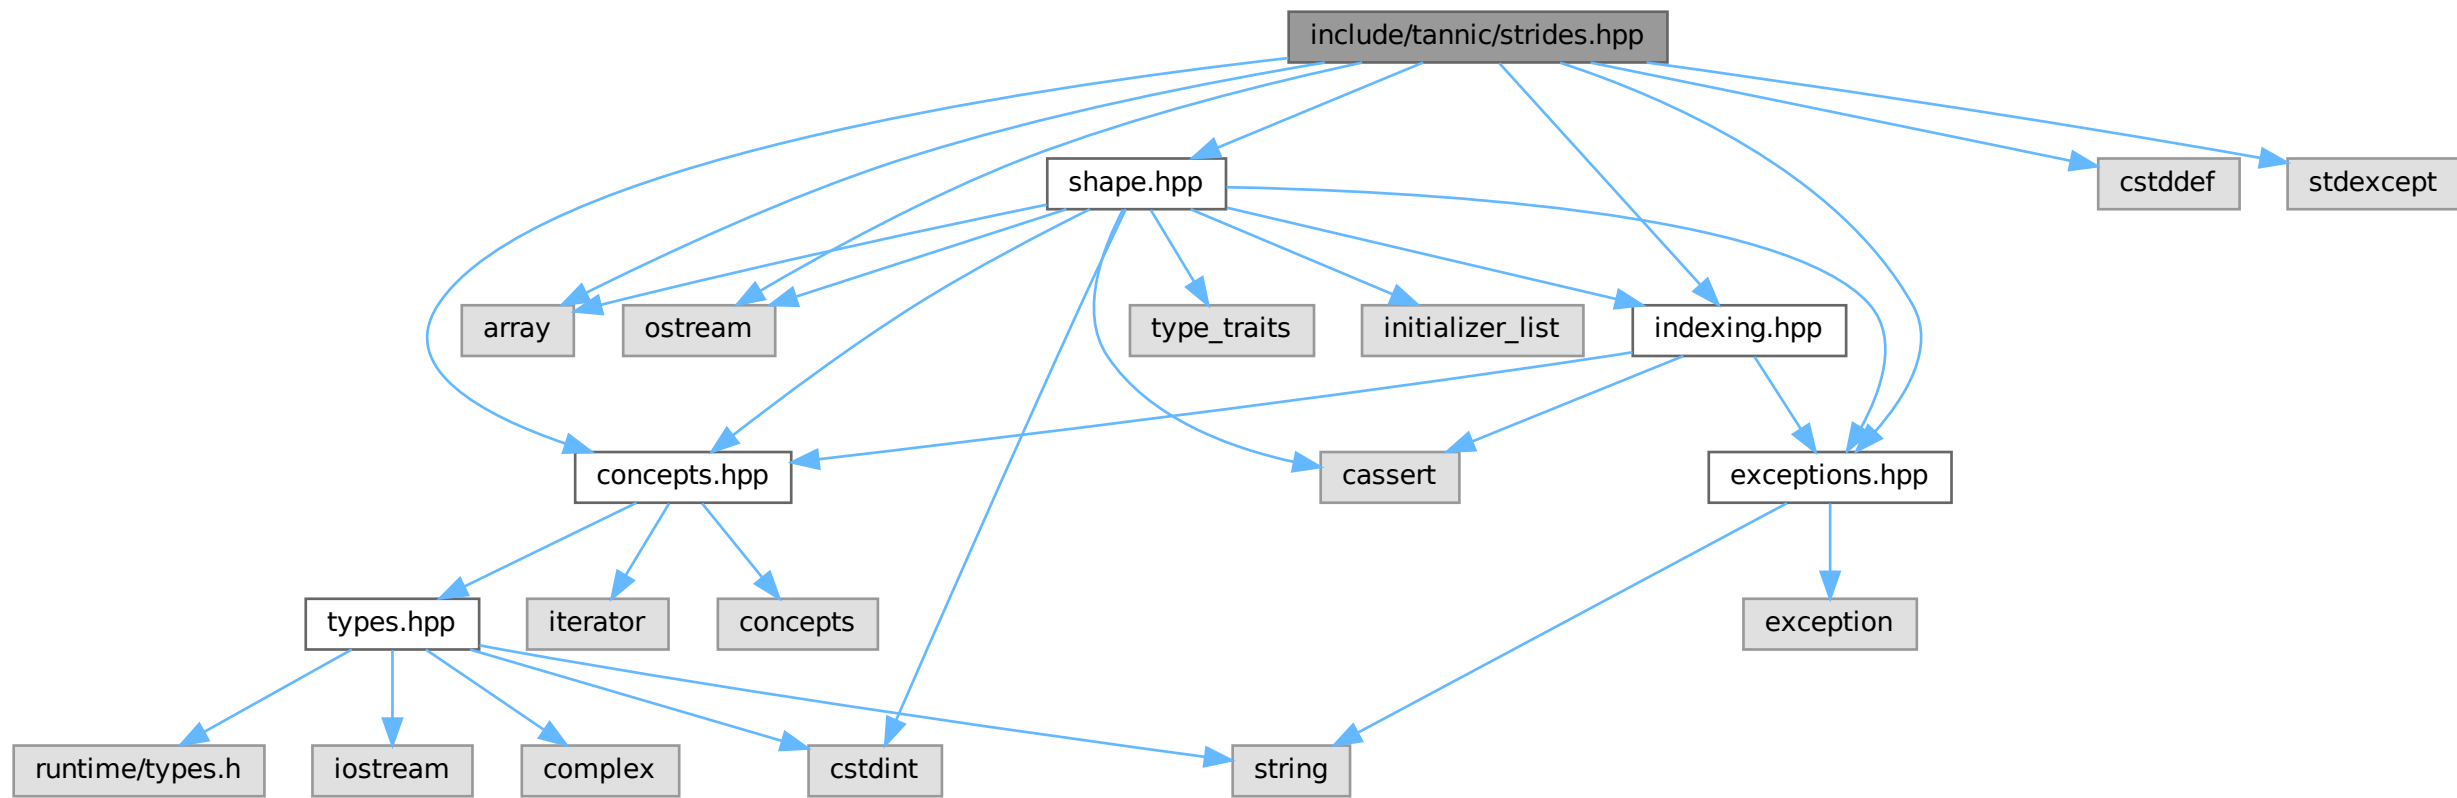 include/tannic/strides.hpp
shape.hpp
cstddef
stdexcept
array
ostream
type_traits
initializer_list
indexing.hpp
concepts.hpp
cassert
exceptions.hpp
types.hpp
iterator
concepts
exception
runtime/types.h
iostream
complex
cstdint
string